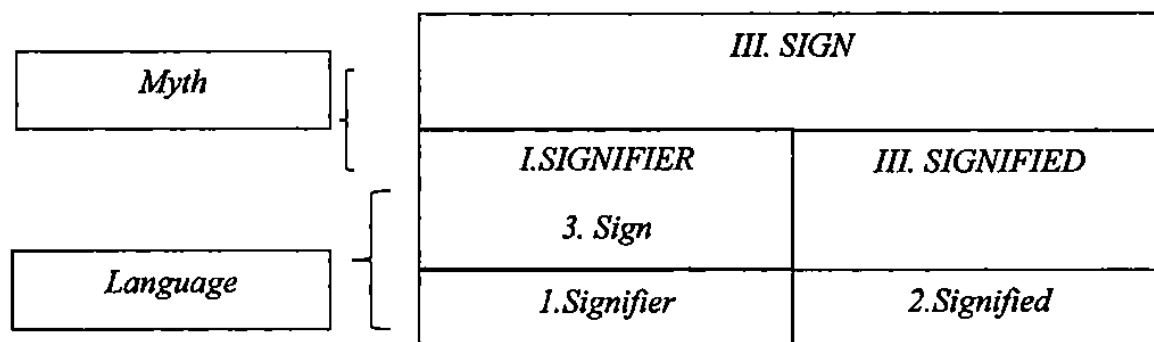 III. SIGN
Myth
I.SIGNIFIER
III. SIGNIFIED
3. Sign
Language
1.Signifier
2.Signified